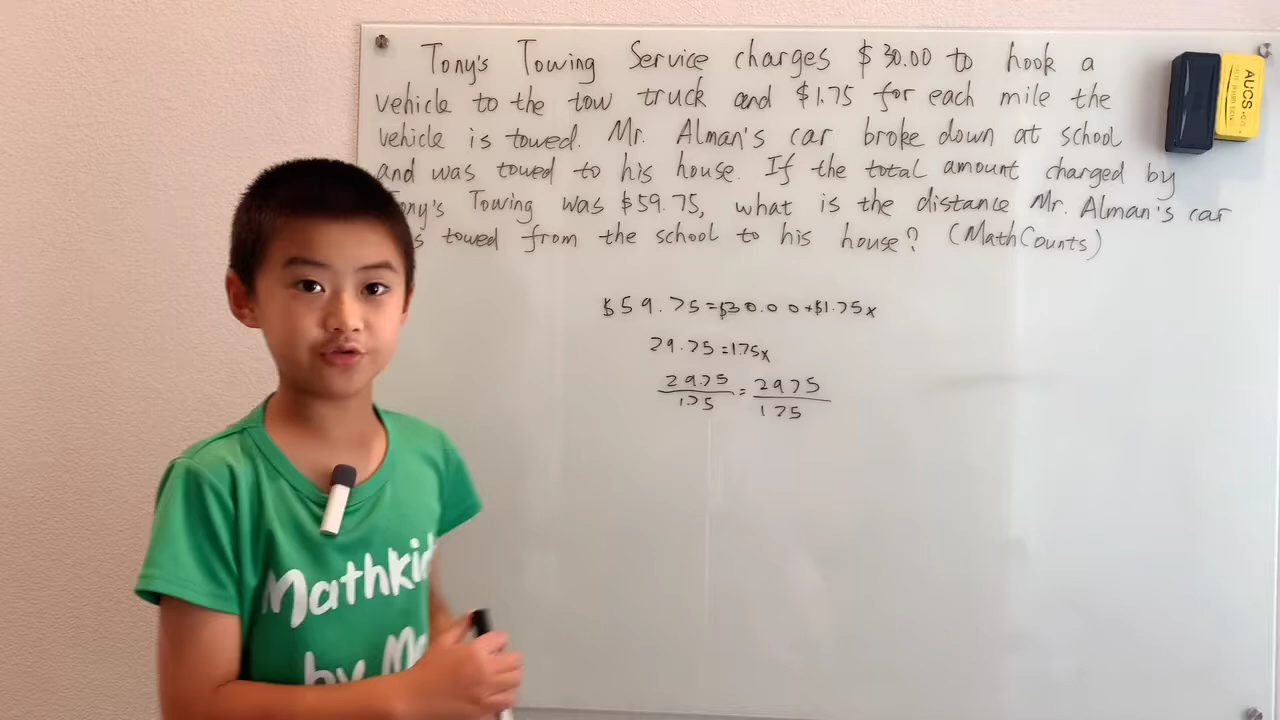 Tony's Towing Service charges $30.00 to hook a
vehicle to the tow truck and $1.75 for each mile the
vehicle is towed. Mr. Alman's car broke down at school
and was towed to his house. If the total amount charged by
Tony's Towing was $59.75, what is the distance Mr. Alman's car
towed from the school to his house? (MathCounts)
$59.75=$30.00+$1.75x
29.75=1.75x
29.75/1.75 = 2975/175
AUCS
Mathkid
by